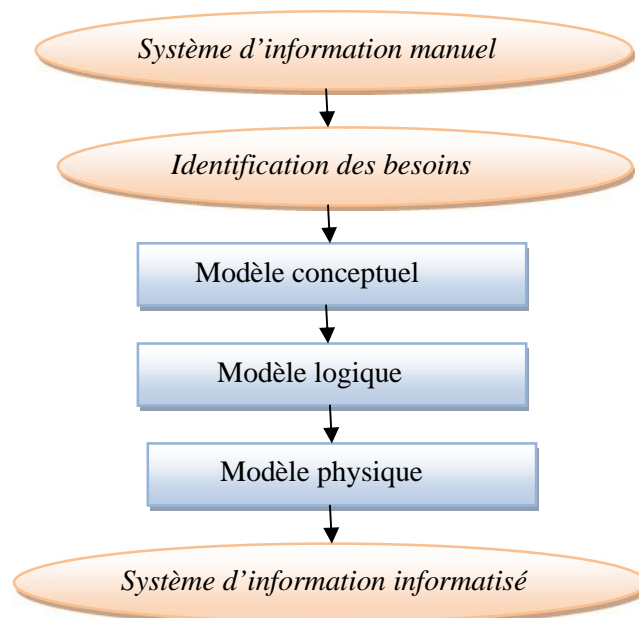 Système d’information manuel
Identification des besoins
Modèle conceptuel
Modèle logique
Modèle physique
Système d’information informatisé